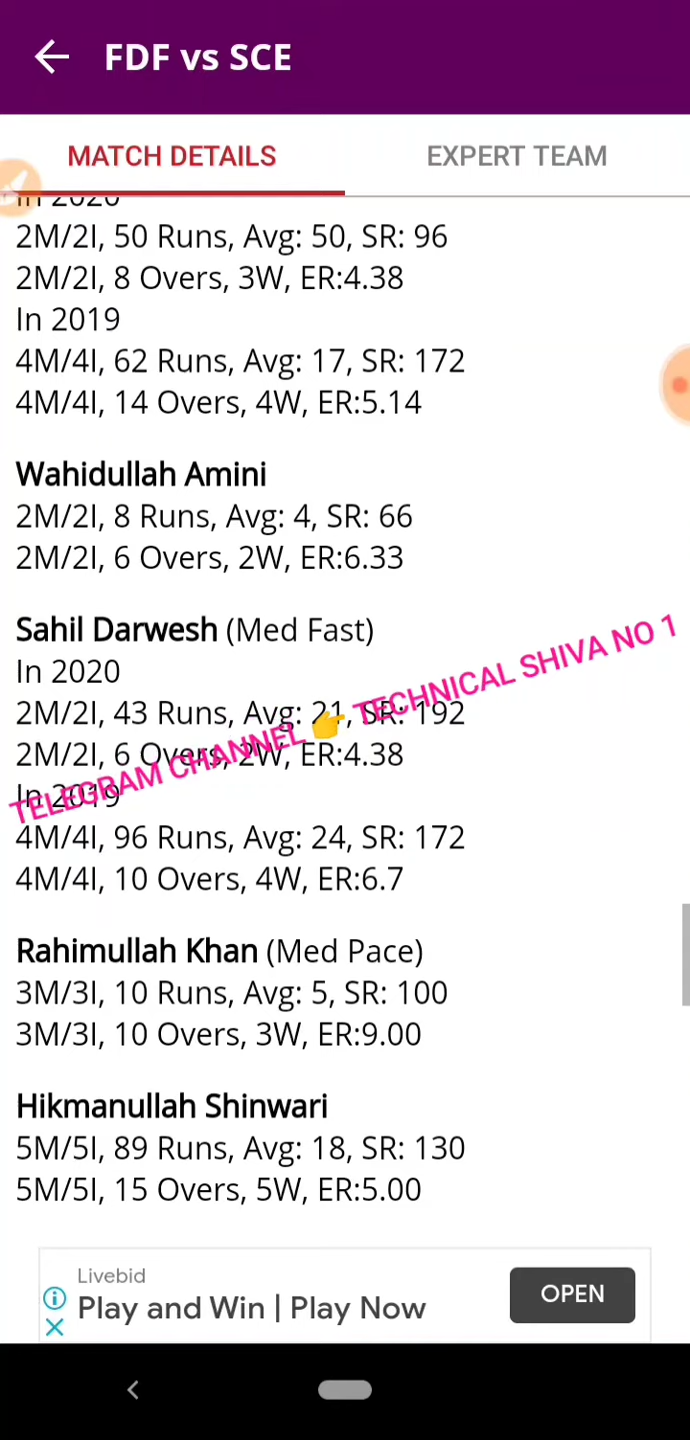 FDF vs SCE
MATCH DETAILS
EXPERT TEAM
In 2020
2M/2I, 50 Runs, Avg: 50, SR: 96
2M/2I, 8 Overs, 3W, ER:4.38
In 2019
4M/4I, 62 Runs, Avg: 17, SR: 172
4M/4I, 14 Overs, 4W, ER:5.14
Wahidullah Amini
2M/2I, 8 Runs, Avg: 4, SR: 66
2M/2I, 6 Overs, 2W, ER:6.33
Sahil Darwesh (Med Fast)
In 2020
2M/2I, 43 Runs, Avg: 21, SR: 192
2M/2I, 6 Overs, 2W, ER:4.38
In 2019
4M/4I, 96 Runs, Avg: 24, SR: 172
4M/4I, 10 Overs, 4W, ER:6.7
TELEGRAM CHANNEL 👉 TECHNICAL SHIVA NO 1
Rahimullah Khan (Med Pace)
3M/3I, 10 Runs, Avg: 5, SR: 100
3M/3I, 10 Overs, 3W, ER:9.00
Hikmanullah Shinwari
5M/5I, 89 Runs, Avg: 18, SR: 130
5M/5I, 15 Overs, 5W, ER:5.00
Livebid
Play and Win | Play Now
OPEN